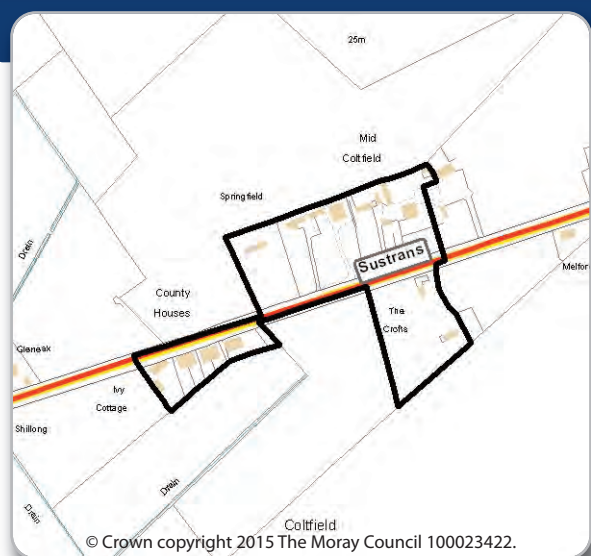 25m
Mid
Coltfield
Springfield
Drain
Sustrans
Melfor
County
Houses
The
Crofts
Gleneak
Ivy
Cottage
Shillong
Drain
Drain
Coltfield
© Crown copyright 2015 The Moray Council 100023422.